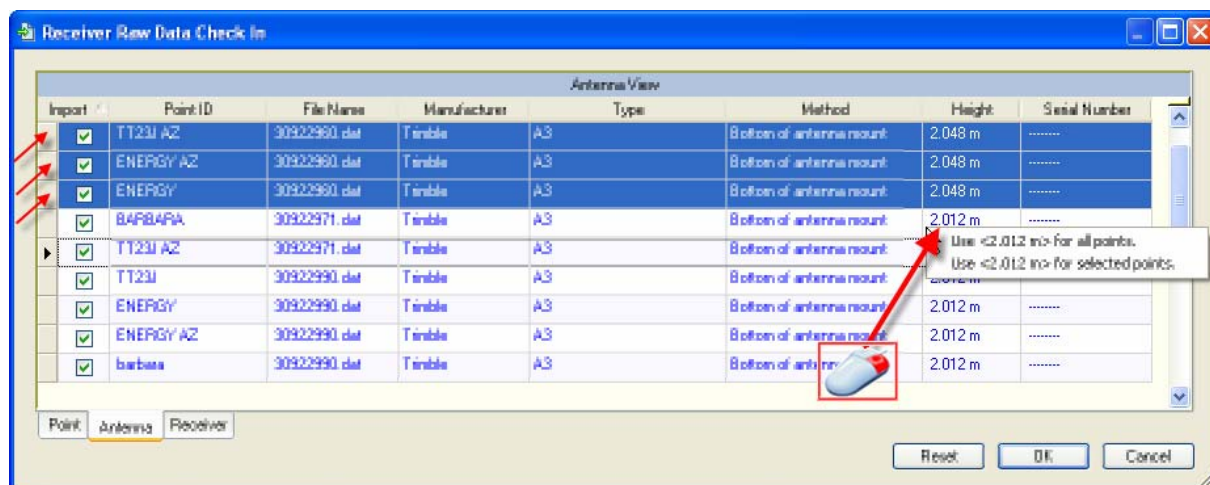 Receiver Raw Data Check In
Antenna View
Import Point ID File Name Manufacturer Type Method Height Serial Number
TT23J AZ 30922960.dat Trimble A3 Bottom of antenna mount 2.048 m --------
ENERGY AZ 30922960.dat Trimble A3 Bottom of antenna mount 2.048 m --------
ENERGY 30922960.dat Trimble A3 Bottom of antenna mount 2.048 m --------
BARBARA 30922971.dat Trimble A3 Bottom of antenna mount 2.012 m --------
TT23J AZ 30922971.dat Trimble A3 Bottom of antenna mount
Use <2.012 m> for all points.
Use <2.012 m> for selected points.
TT23J 30922990.dat Trimble A3 Bottom of antenna mount 2.012 m
ENERGY 30922990.dat Trimble A3 Bottom of antenna mount 2.012 m --------
ENERGY AZ 30922990.dat Trimble A3 Bottom of antenna mount 2.012 m --------
barbara 30922990.dat Trimble A3 Bottom of antenna 2.012 m --------
Point Antenna Receiver
Reset OK Cancel